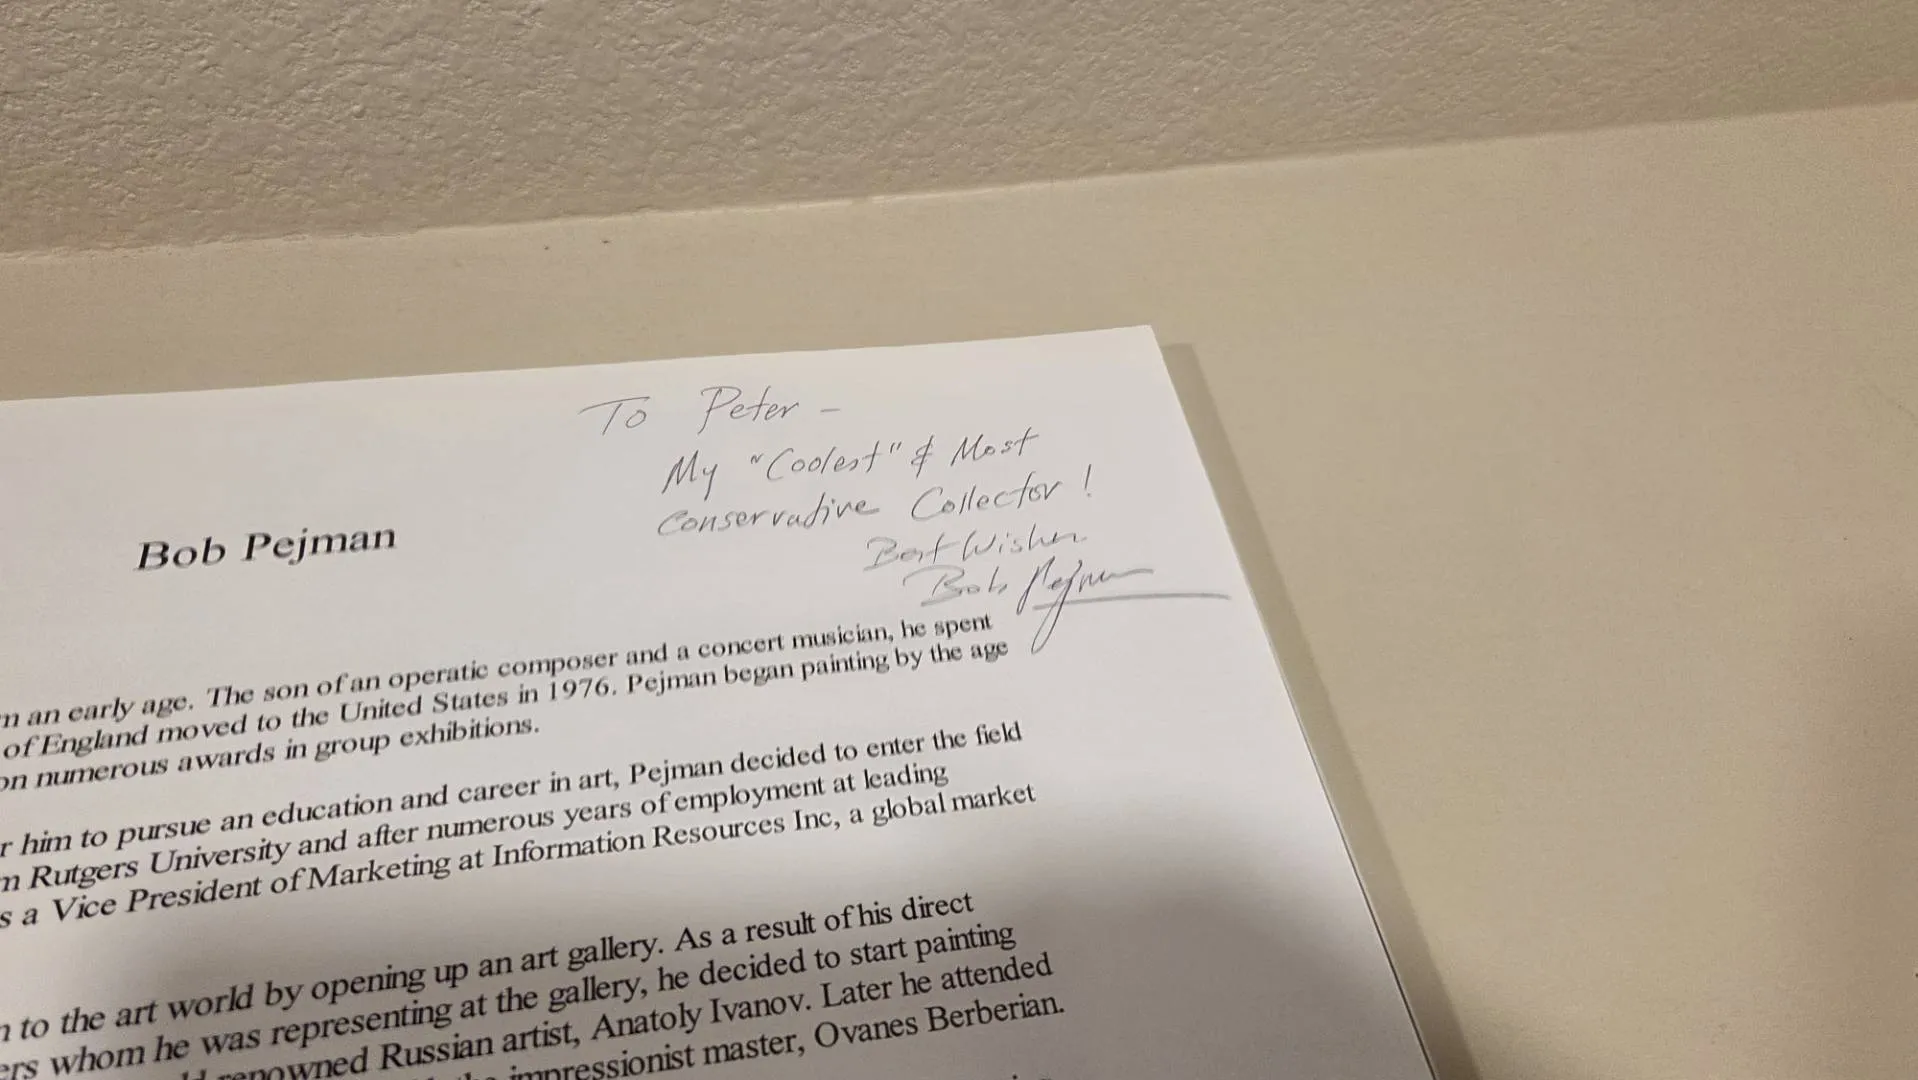 To Peter –
My "Coolest" & Most
Conservative Collector!
Best Wishes
Bob Pejman
Bob Pejman
an early age. The son of an operatic composer and a concert musician, he spent
of England moved to the United States in 1976. Pejman began painting by the age
numerous awards in group exhibitions.
him to pursue an education and career in art, Pejman decided to enter the field
Rutgers University and after numerous years of employment at leading
a Vice President of Marketing at Information Resources Inc, a global market
to the art world by opening up an art gallery. As a result of his direct
whom he was representing at the gallery, he decided to start painting
renowned Russian artist, Anatoly Ivanov. Later he attended
impressionist master, Ovanes Berberian.